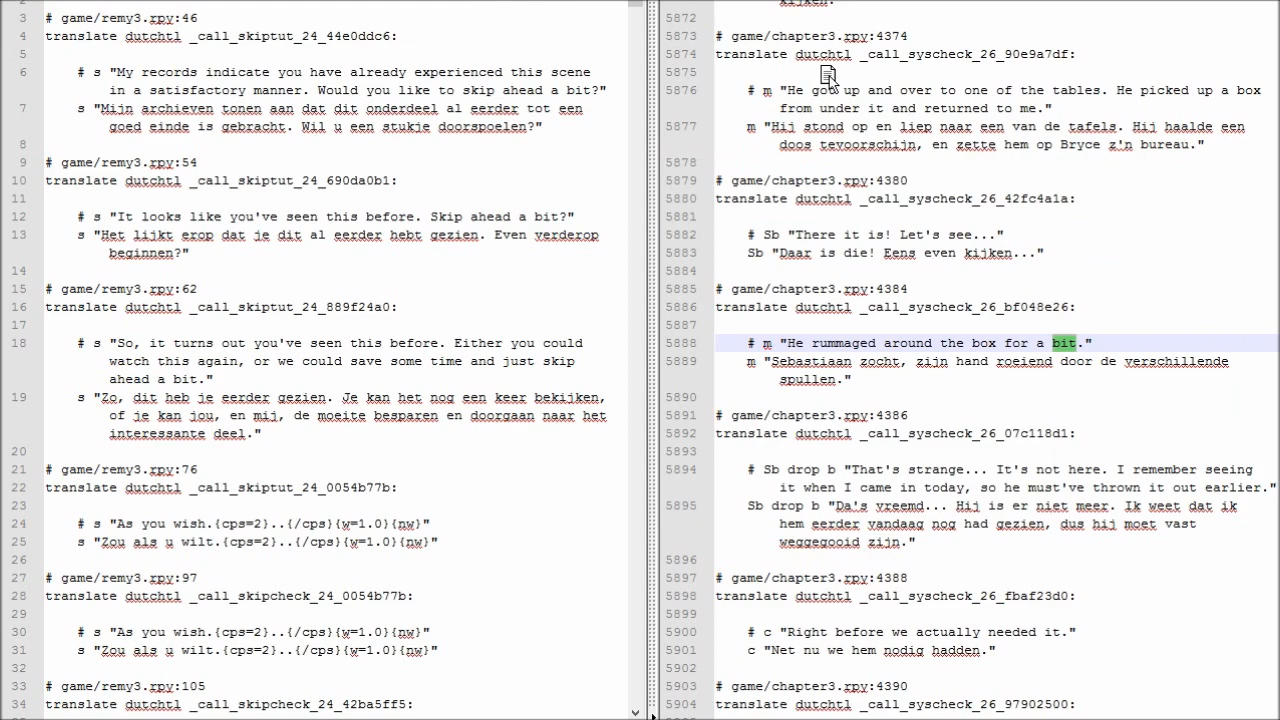 2
3 # game/remy3.rpy:46
4 translate dutchtl _call_skiptut_24_44e0ddc6:
5
6 # s "My records indicate you have already experienced this scene
in a satisfactory manner. Would you like to skip ahead a bit?"
7 s "Mijn archieven tonen aan dat dit onderdeel al eerder tot een
goed einde is gebracht. Wil u een stukje doorspoelen?"
8
9 # game/remy3.rpy:54
10 translate dutchtl _call_skiptut_24_690da0b1:
11
12 # s "It looks like you've seen this before. Skip ahead a bit?"
13 s "Het lijkt erop dat je dit al eerder hebt gezien. Even verderop
beginnen?"
14
15 # game/remy3.rpy:62
16 translate dutchtl _call_skiptut_24_889f24a0:
17
18 # s "So, it turns out you've seen this before. Either you could
watch this again, or we could save some time and just skip
ahead a bit."
19 s "Zo, dit heb je eerder gezien. Je kan het nog een keer bekijken,
of je kan jou, en mij, de moeite besparen en doorgaan naar het
interessante deel."
20
21 # game/remy3.rpy:76
22 translate dutchtl _call_skiptut_24_0054b77b:
23
24 # s "As you wish.{cps=2}..{/cps}{w=1.0}{nw}"
25 s "Zou als u wilt.{cps=2}..{/cps}{w=1.0}{nw}"
26
27 # game/remy3.rpy:97
28 translate dutchtl _call_skipcheck_24_0054b77b:
29
30 # s "As you wish.{cps=2}..{/cps}{w=1.0}{nw}"
31 s "Zou als u wilt.{cps=2}..{/cps}{w=1.0}{nw}"
32
33 # game/remy3.rpy:105
34 translate dutchtl _call_skipcheck_24_42ba5ff5:
kijken."
5872
5873 # game/chapter3.rpy:4374
5874 translate dutchtl _call_syscheck_26_90e9a7df:
5875
5876 # m "He got up and over to one of the tables. He picked up a box
from under it and returned to me."
5877 m "Hij stond op en liep naar een van de tafels. Hij haalde een
doos tevoorschijn, en zette hem op Bryce z'n bureau."
5878
5879 # game/chapter3.rpy:4380
5880 translate dutchtl _call_syscheck_26_42fc4a1a:
5881
5882 # Sb "There it is! Let's see..."
5883 Sb "Daar is die! Eens even kijken..."
5884
5885 # game/chapter3.rpy:4384
5886 translate dutchtl _call_syscheck_26_bf048e26:
5887
5888 # m "He rummaged around the box for a bit."
5889 m "Sebastiaan zocht, zijn hand roeiend door de verschillende
spullen."
5890
5891 # game/chapter3.rpy:4386
5892 translate dutchtl _call_syscheck_26_07c118d1:
5893
5894 # Sb drop b "That's strange... It's not here. I remember seeing
it when I came in today, so he must've thrown it out earlier."
5895 Sb drop b "Da's vreemd... Hij is er niet meer. Ik weet dat ik
hem eerder vandaag nog had gezien, dus hij moet vast
weggegooid zijn."
5896
5897 # game/chapter3.rpy:4388
5898 translate dutchtl _call_syscheck_26_fbaf23d0:
5899
5900 # c "Right before we actually needed it."
5901 c "Net nu we hem nodig hadden."
5902
5903 # game/chapter3.rpy:4390
5904 translate dutchtl _call_syscheck_26_97902500: